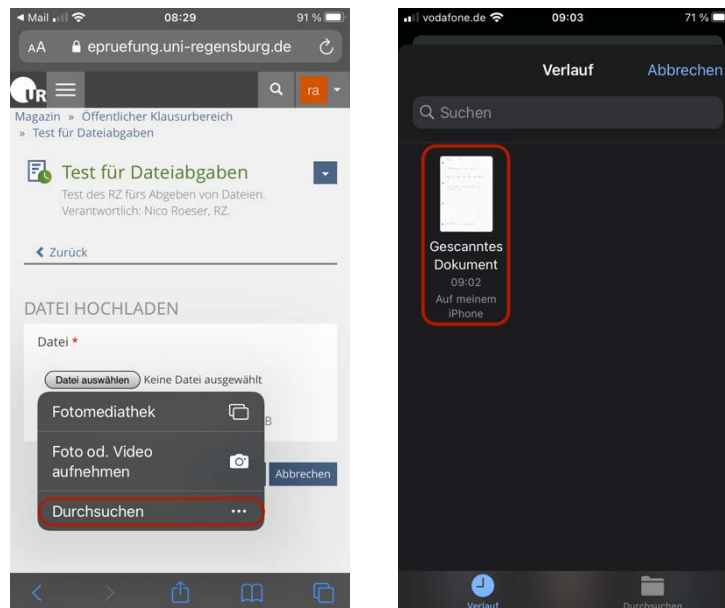 Mail
08:29
91 %
AA
epruefung.uni-regensburg.de
UR
ra
Magazin » Öffentlicher Klausurbereich
» Test für Dateiabgaben
Test für Dateiabgaben
Test des RZ fürs Abgeben von Dateien.
Verantwortlich: Nico Roeser, RZ.
Zurück
DATEI HOCHLADEN
Datei *
Datei auswählen Keine Datei ausgewählt
Fotomediathek
B
Foto od. Video
aufnehmen
Abbrechen
Durchsuchen
vodafone.de
09:03
71 %
Verlauf
Abbrechen
Suchen
Gescanntes
Dokument
09:02
Auf meinem
iPhone
Verlauf
Durchsuchen